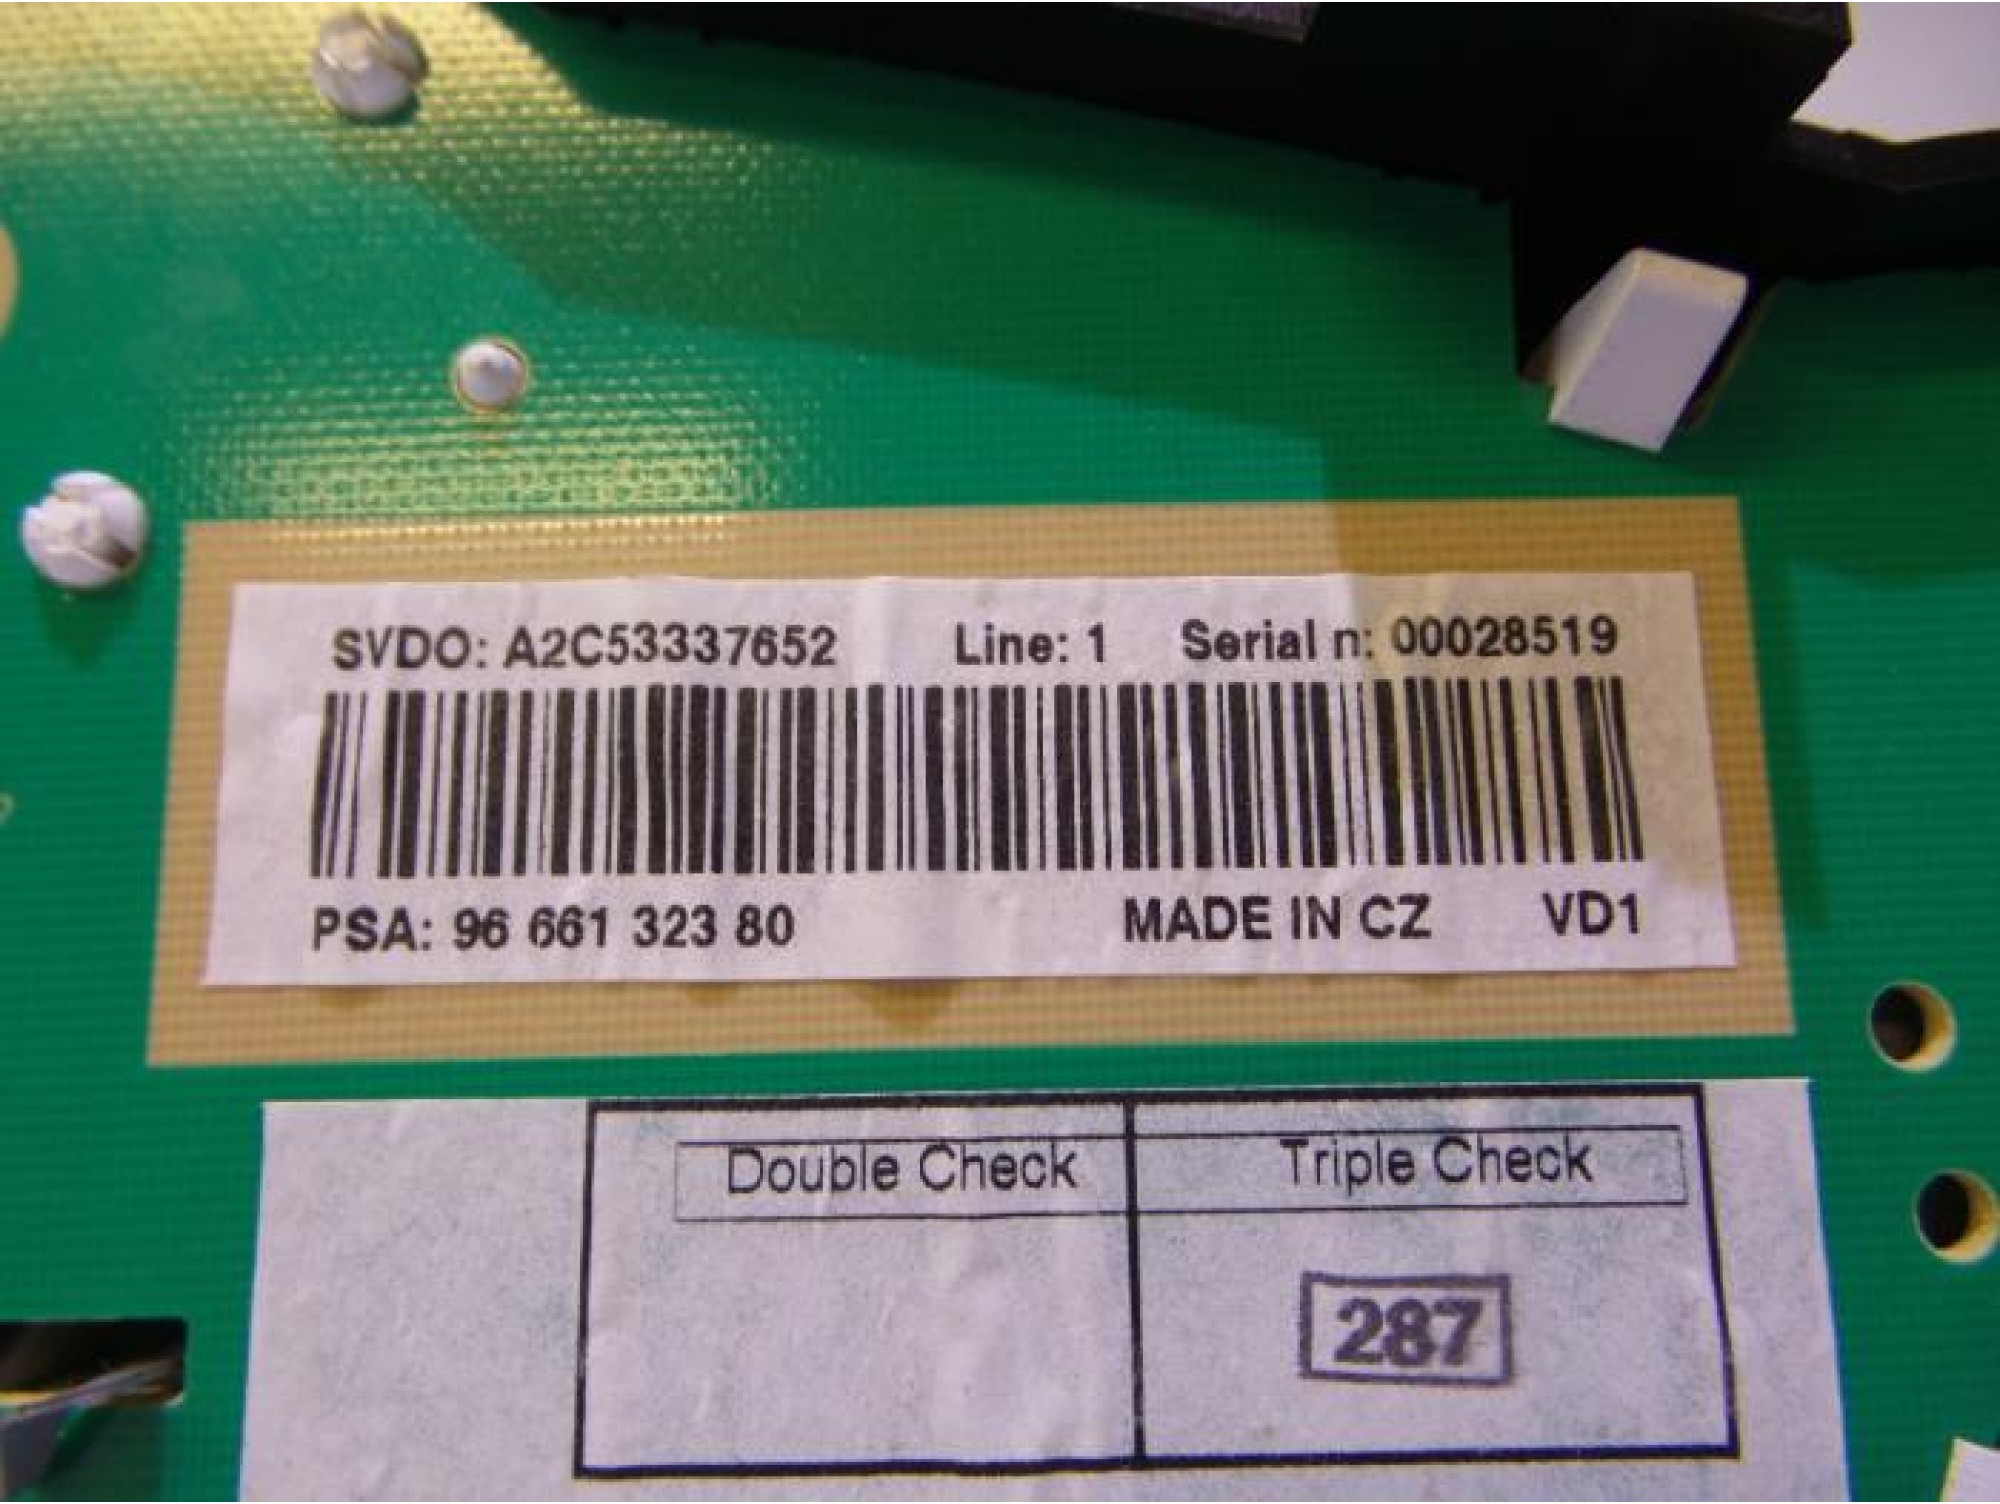 SVDO: A2C53337652 Line: 1 Serial n: 00028519
PSA: 96 661 323 80 MADE IN CZ VD1
Double Check Triple Check
287